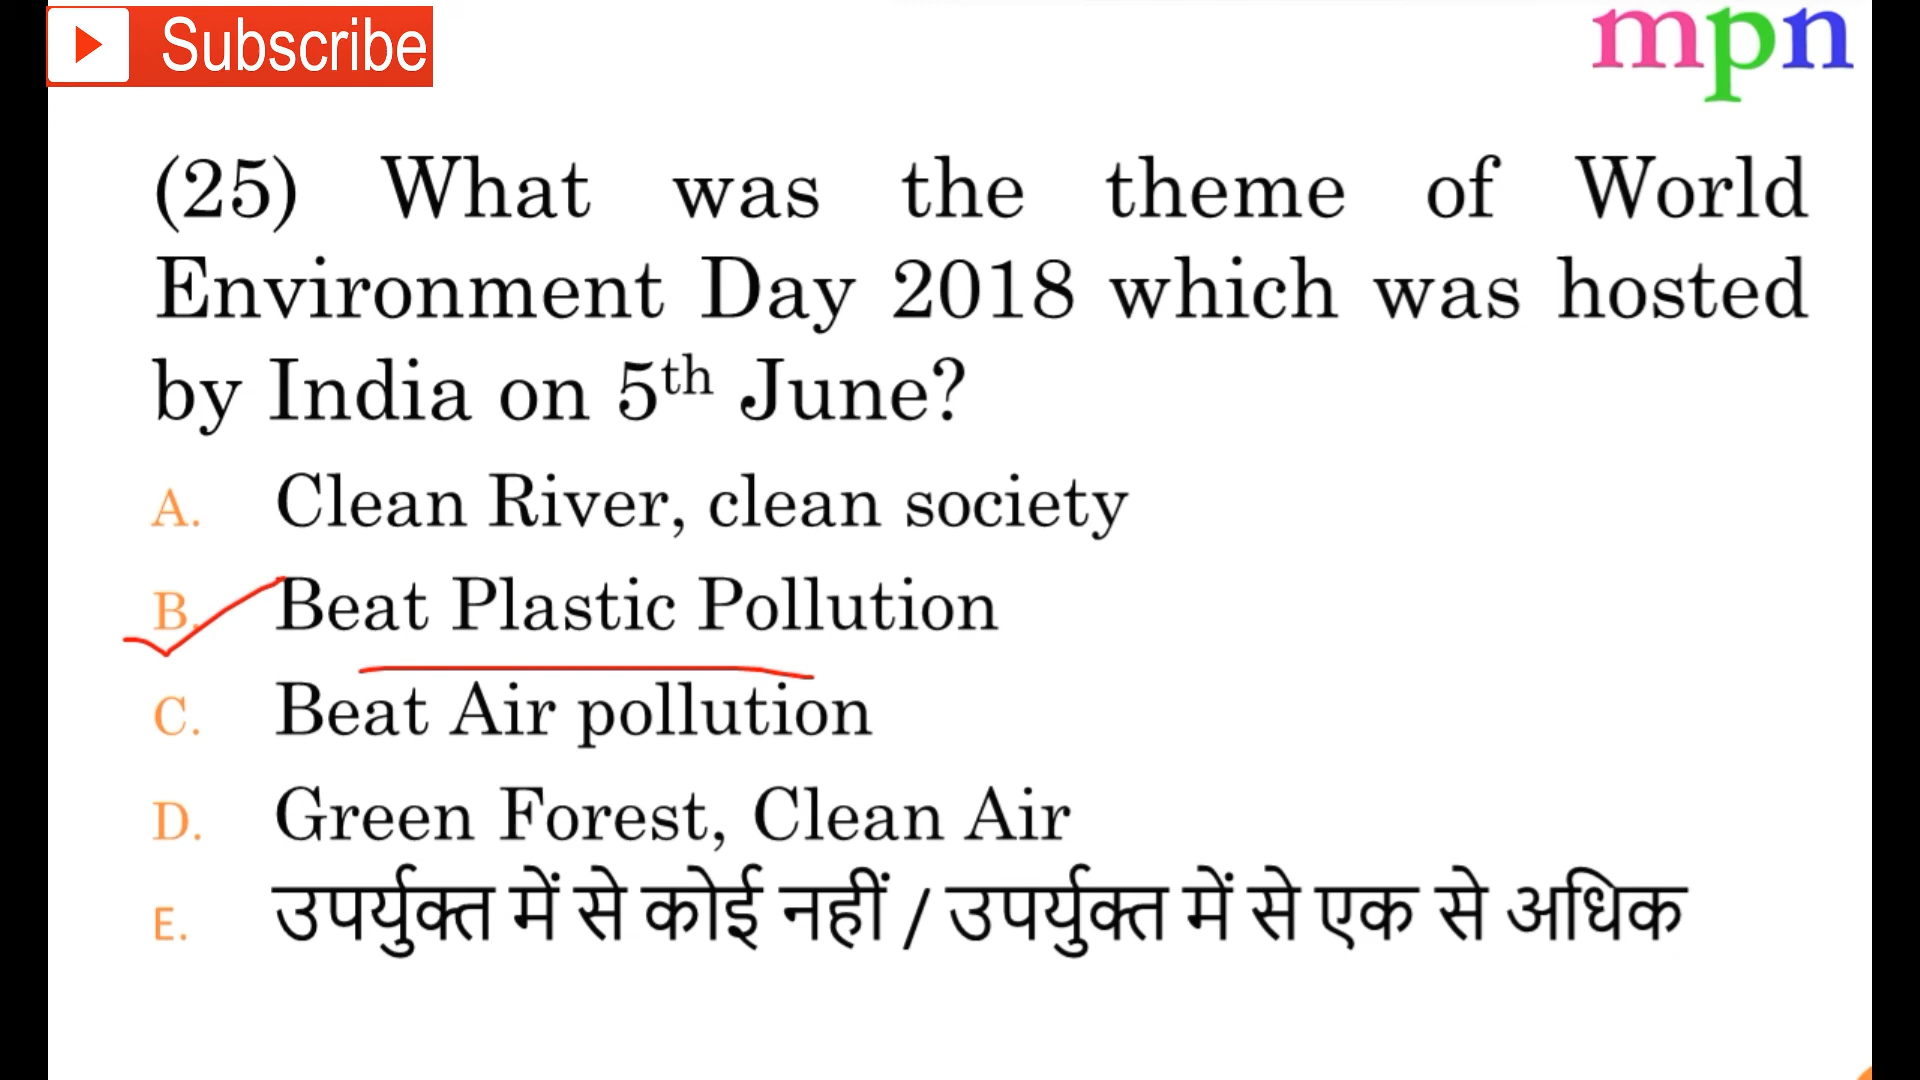 Subscribe
mpn
(25) What was the theme of World
Environment Day 2018 which was hosted
by India on 5th June?
A. Clean River, clean society
B. Beat Plastic Pollution
C. Beat Air pollution
D. Green Forest, Clean Air
E. उपर्युक्त में से कोई नहीं / उपर्युक्त में से एक से अधिक